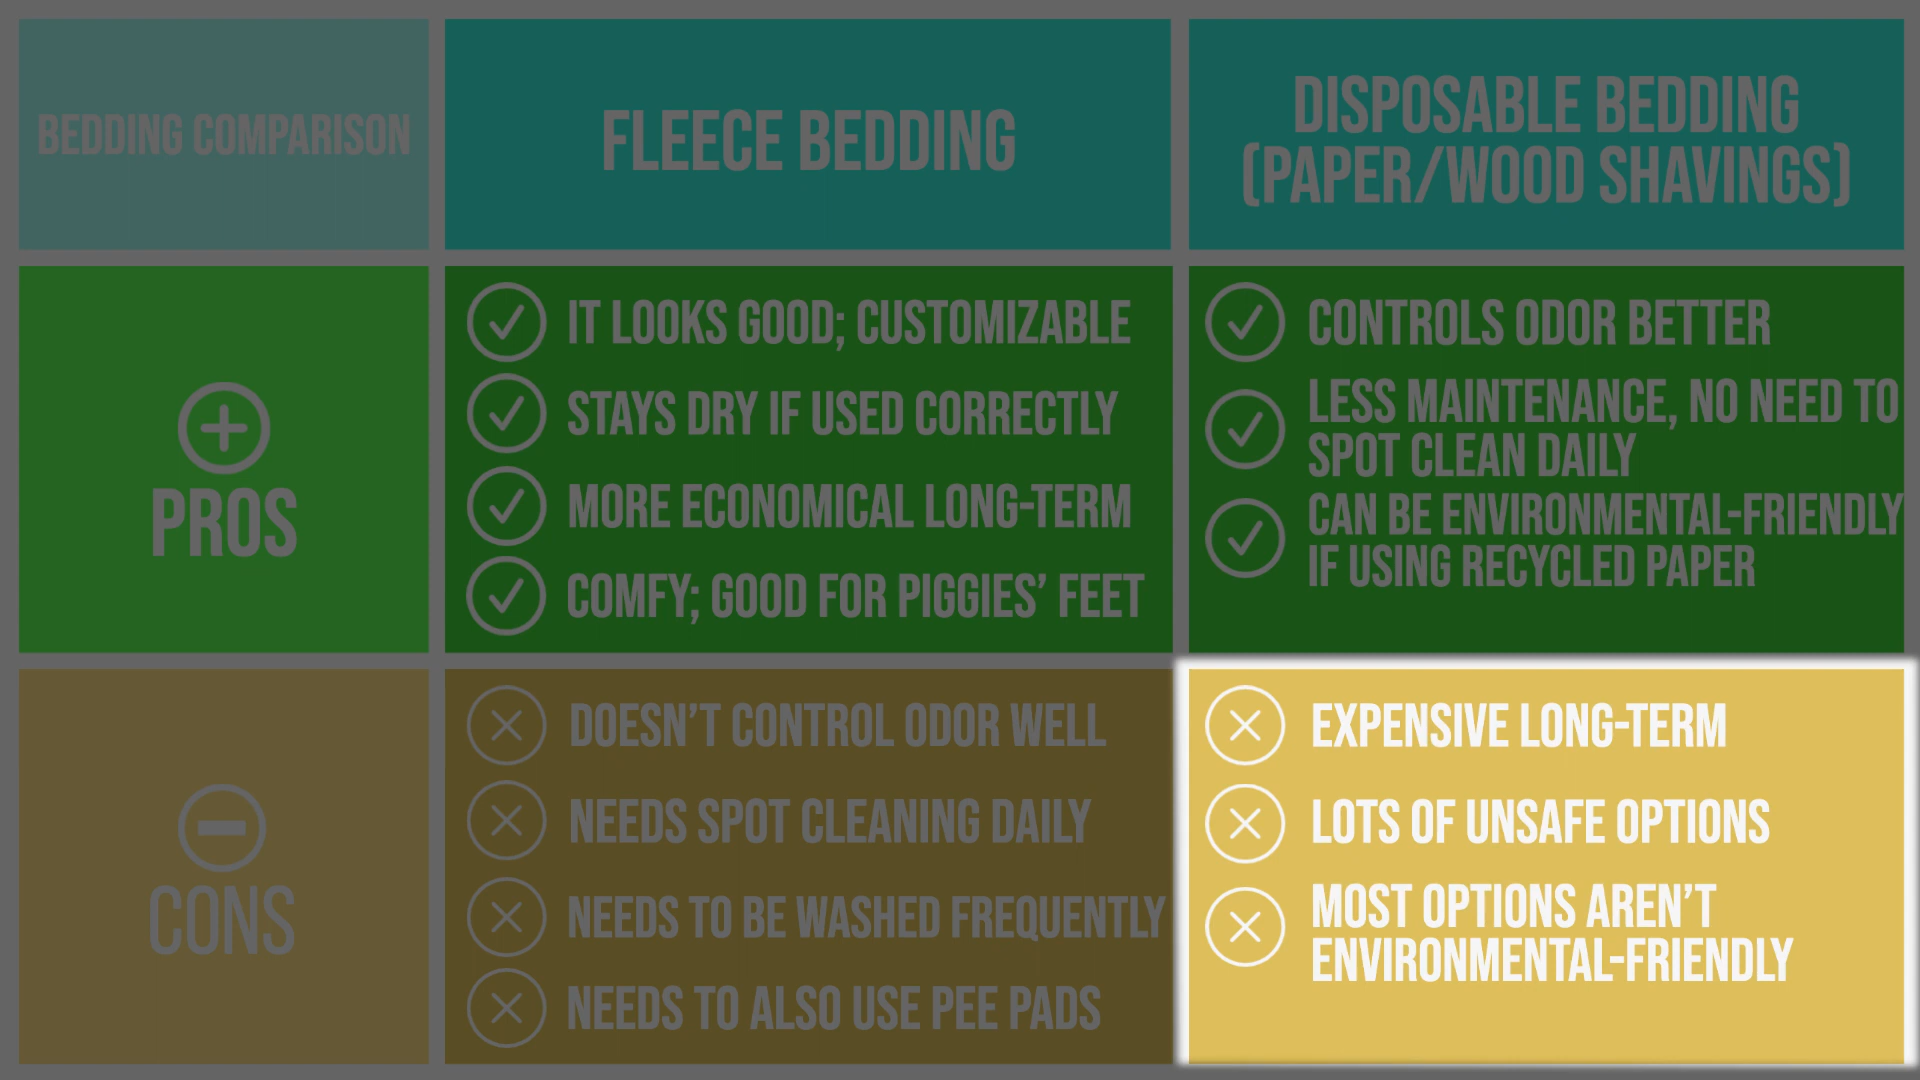 BEDDING COMPARISON
FLEECE BEDDING
DISPOSABLE BEDDING
(PAPER/WOOD SHAVINGS)
PROS
IT LOOKS GOOD; CUSTOMIZABLE
STAYS DRY IF USED CORRECTLY
MORE ECONOMICAL LONG-TERM
COMFY; GOOD FOR PIGGIES' FEET
CONTROLS ODOR BETTER
LESS MAINTENANCE, NO NEED TO
SPOT CLEAN DAILY
CAN BE ENVIRONMENTAL-FRIENDLY
IF USING RECYCLED PAPER
CONS
DOESN'T CONTROL ODOR WELL
NEEDS SPOT CLEANING DAILY
NEEDS TO BE WASHED FREQUENTLY
NEEDS TO ALSO USE PEE PADS
EXPENSIVE LONG-TERM
LOTS OF UNSAFE OPTIONS
MOST OPTIONS AREN'T
ENVIRONMENTAL-FRIENDLY